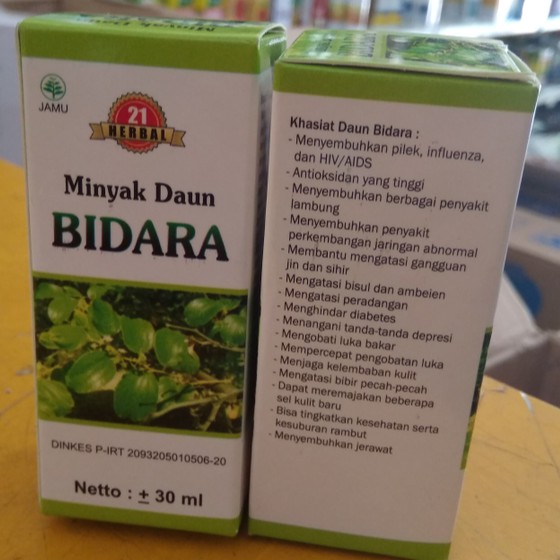 JAMU
21
HERBAL
Minyak Daun
BIDARA
DINKES P-IRT 2093205010506-20
Netto : ± 30 ml
BIDARA
Khasiat Daun Bidara :
- Menyembuhkan pilek, influenza,
dan HIV/AIDS
- Antioksidan yang tinggi
- Menyembuhkan berbagai penyakit
lambung
- Menyembuhkan penyakit
perkembangan jaringan abnormal
- Membantu mengatasi gangguan
jin dan sihir
- Mengatasi bisul dan ambeien
- Mengatasi peradangan
- Menghindar diabetes
- Menangani tanda-tanda depresi
- Mengobati luka bakar
- Mempercepat pengobatan luka
- Menjaga kelembaban kulit
- Mengatasi bibir pecah-pecah
- Dapat meremajakan beberapa
sel kulit baru
- Bisa tingkatkan kesehatan serta
kesuburan rambut
- Menyembuhkan jerawat